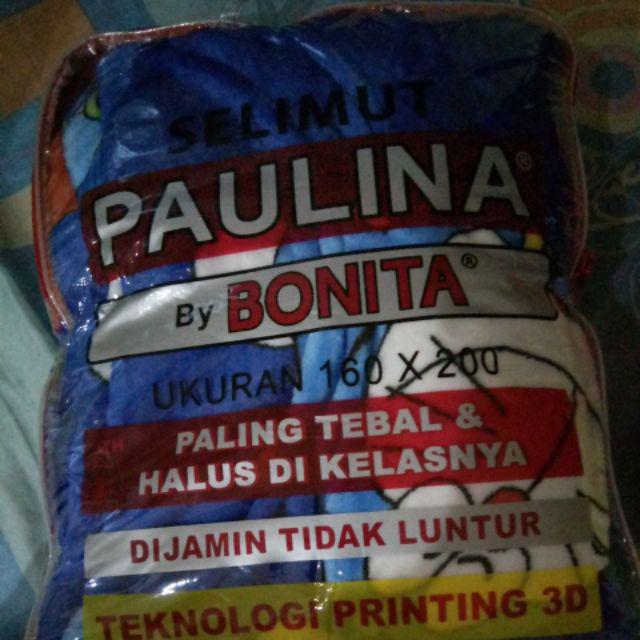 SELIMUT
PAULINA®
By BONITA®
UKURAN 160 X 200
PALING TEBAL &
HALUS DI KELASNYA
DIJAMIN TIDAK LUNTUR
TEKNOLOGI PRINTING 3D